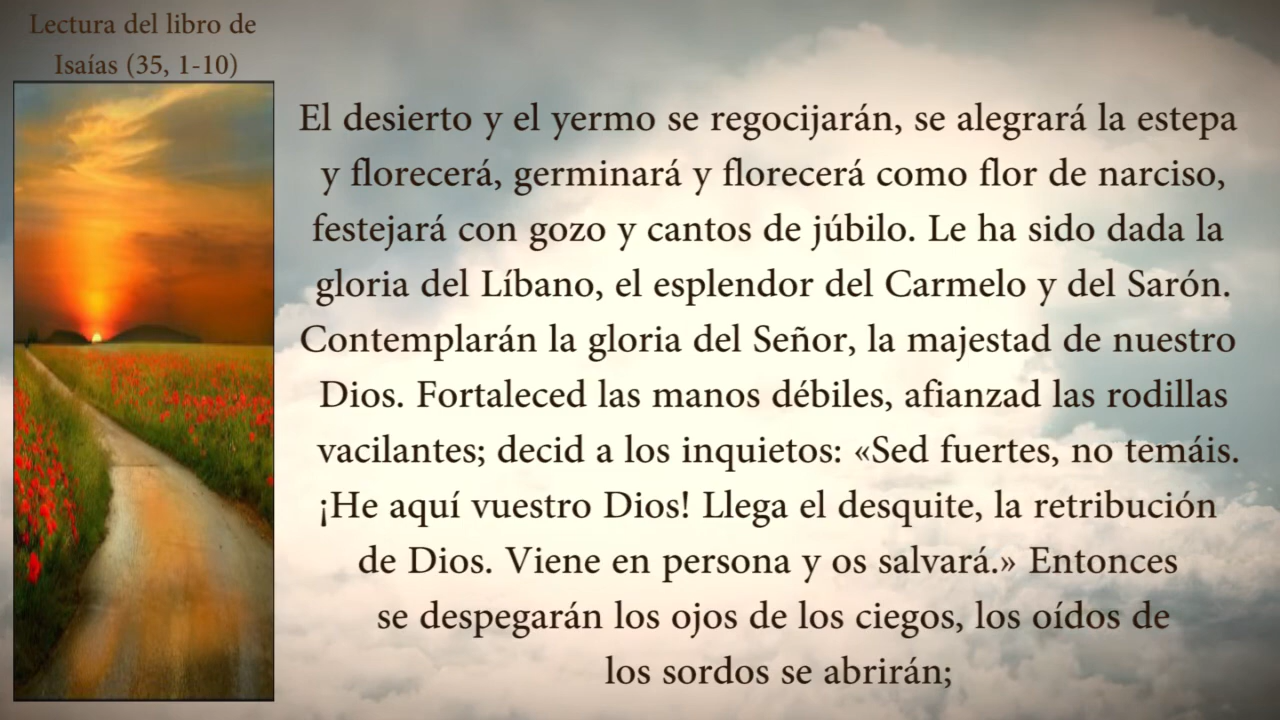 Lectura del libro de
Isaías (35, 1-10)
El desierto y el yermo se regocijarán, se alegrará la estepa
y florecerá, germinará y florecerá como flor de narciso,
festejará con gozo y cantos de júbilo. Le ha sido dada la
gloria del Líbano, el esplendor del Carmelo y del Sarón.
Contemplarán la gloria del Señor, la majestad de nuestro
Dios. Fortaleced las manos débiles, afianzad las rodillas
vacilantes; decid a los inquietos: «Sed fuertes, no temáis.
¡He aquí vuestro Dios! Llega el desquite, la retribución
de Dios. Viene en persona y os salvará.» Entonces
se despegarán los ojos de los ciegos, los oídos de
los sordos se abrirán;